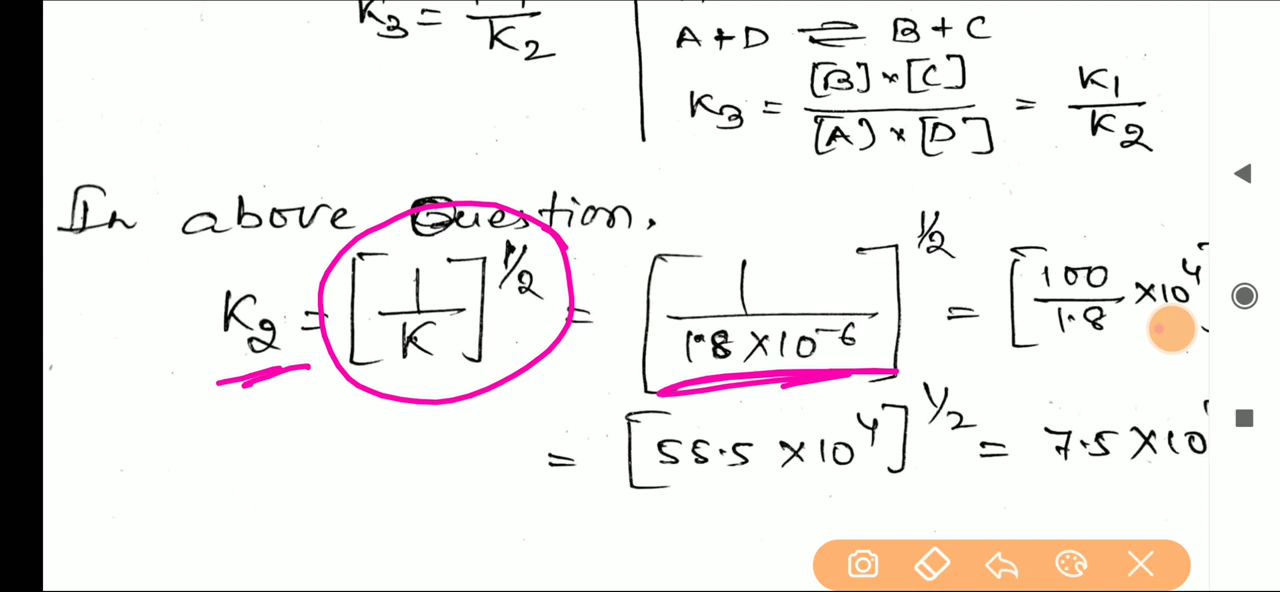 K3 = 1/K2
A + D ⇌ B + C
K3 = [B] × [C] / [A] × [D] = K1/K2
In above Question,
K2 = [1/K]^1/2 = [1/1.8 × 10^-6]^1/2 = [100/1.8 × 10^4
= [55.5 × 10^4]^1/2 = 7.5 × 10